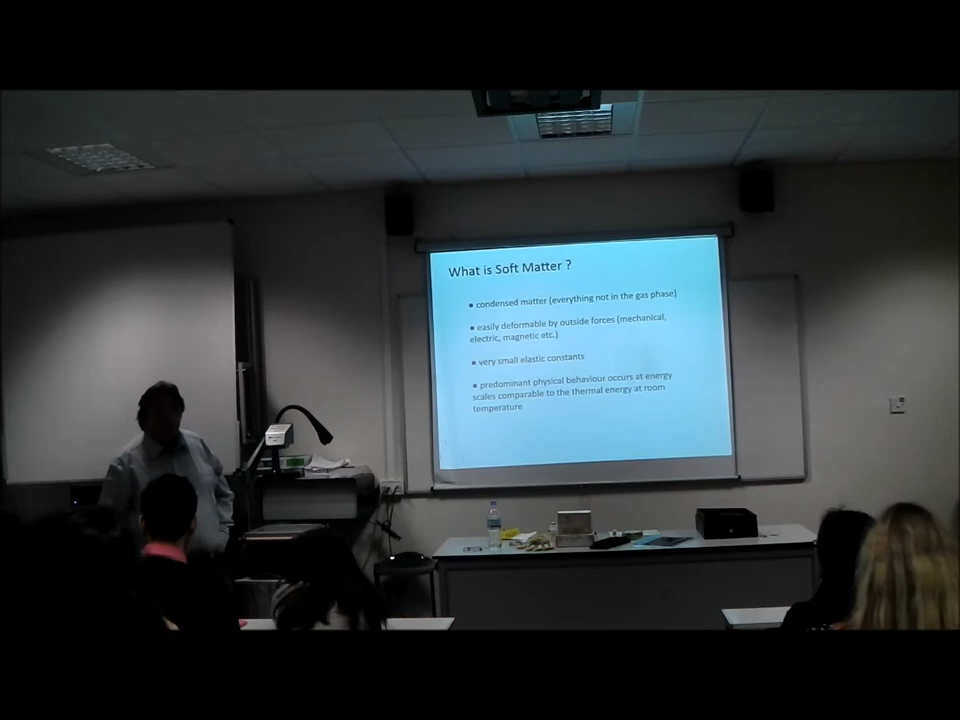 What is Soft Matter ?
▪ condensed matter (everything not in the gas phase)
▪ easily deformable by outside forces (mechanical,
electric, magnetic etc.)
▪ very small elastic constants
▪ predominant physical behaviour occurs at energy
scales comparable to the thermal energy at room
temperature